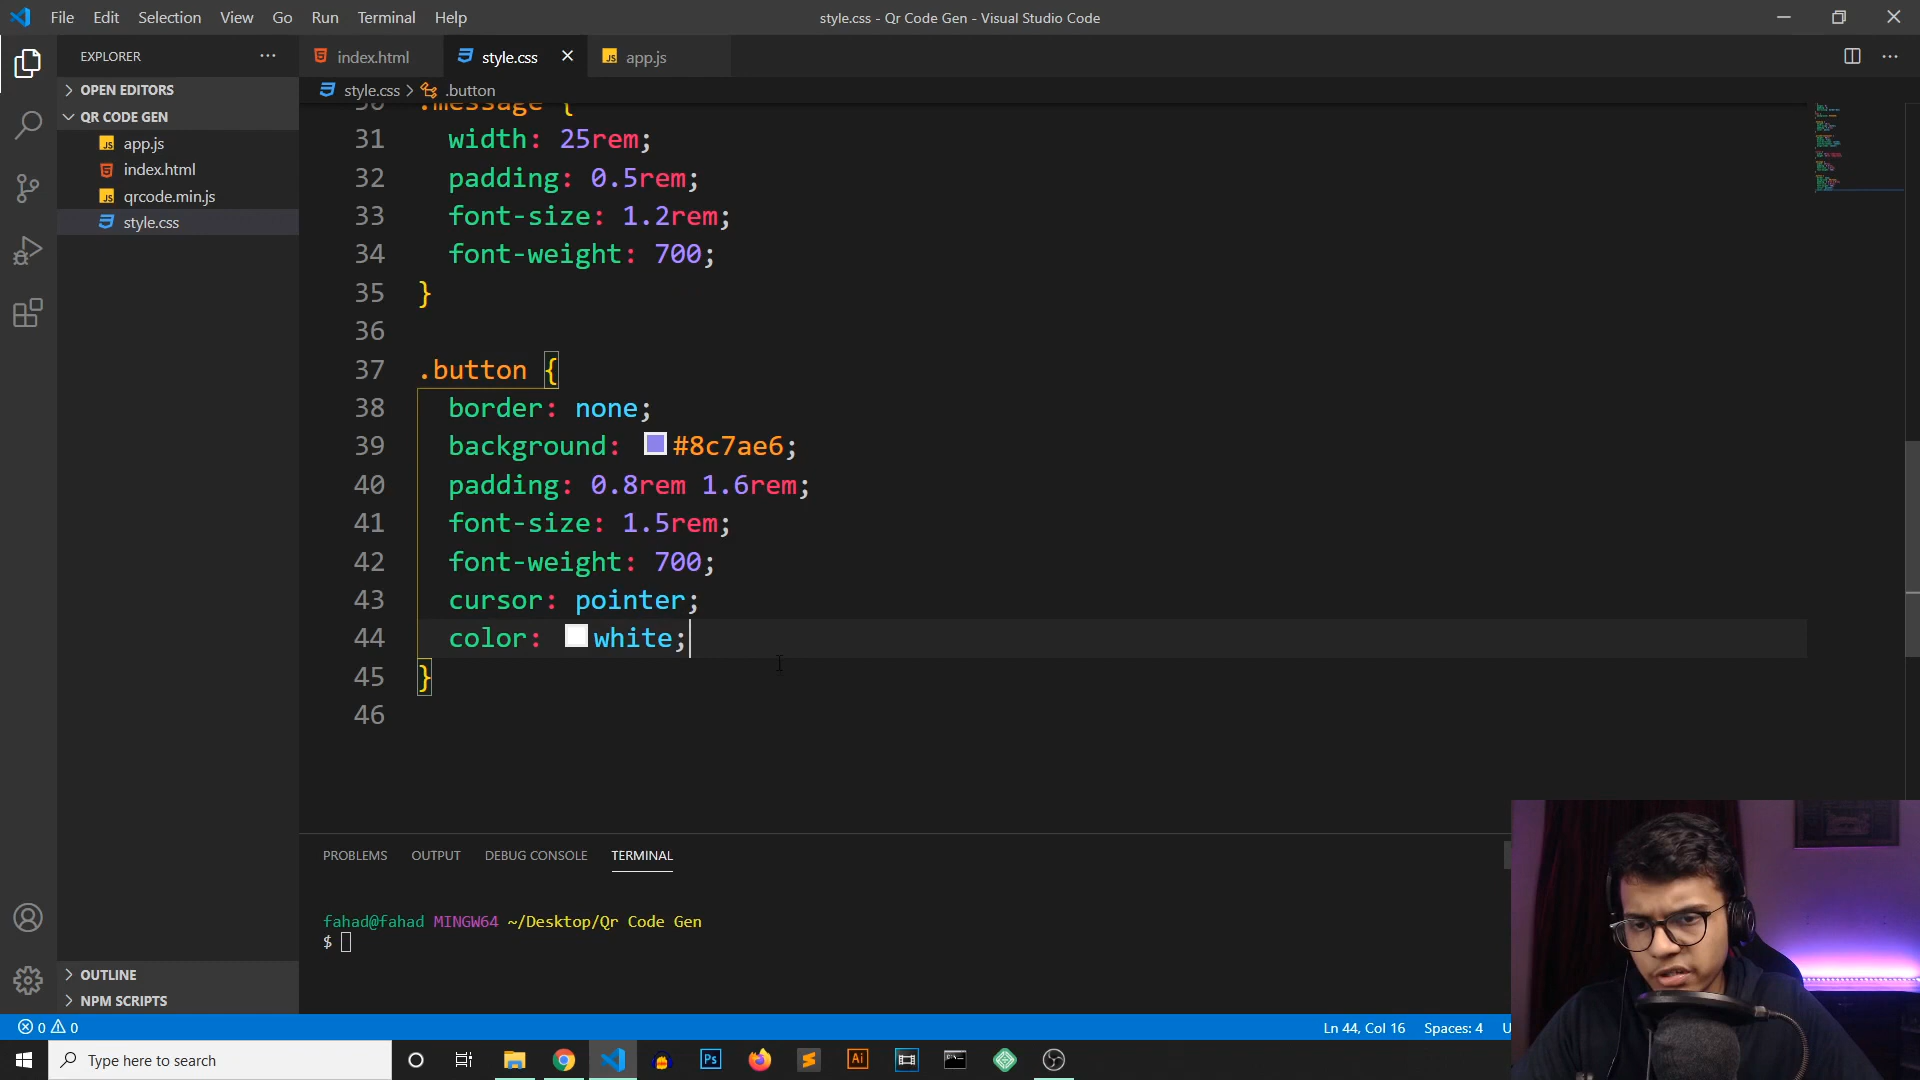 File Edit Selection View Go Run Terminal Help
style.css - Qr Code Gen - Visual Studio Code
EXPLORER
index.html
style.css
app.js
OPEN EDITORS
style.css > .button
QR CODE GEN
app.js
index.html
qrcode.min.js
style.css
30 .message {
31 width: 25rem;
32 padding: 0.5rem;
33 font-size: 1.2rem;
34 font-weight: 700;
35 }
36
37 .button {
38 border: none;
39 background: #8c7ae6;
40 padding: 0.8rem 1.6rem;
41 font-size: 1.5rem;
42 font-weight: 700;
43 cursor: pointer;
44 color: white;
45 }
46
PROBLEMS OUTPUT DEBUG CONSOLE TERMINAL
fahad@fahad MINGW64 ~/Desktop/Qr Code Gen
$
OUTLINE
NPM SCRIPTS
0 0
Ln 44, Col 16 Spaces: 4 U
Type here to search
Ps
Ai